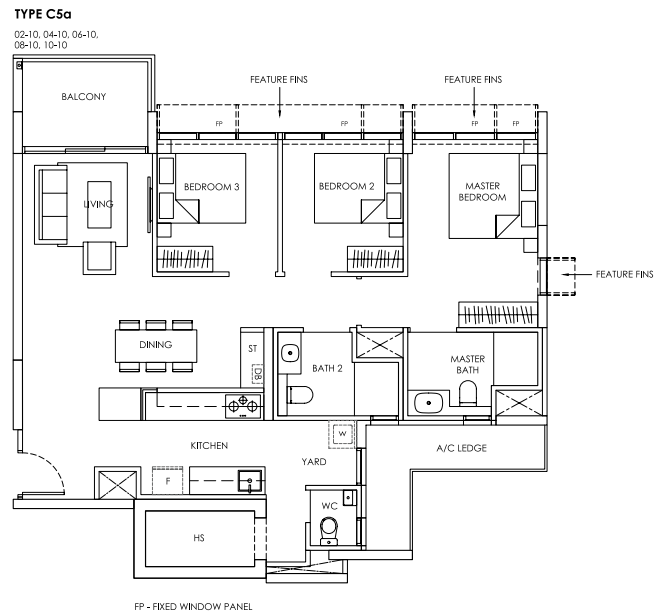 TYPE C5a
02-10, 04-10, 06-10,
08-10, 10-10
FEATURE FINS
FEATURE FINS
BALCONY
FP
FP
FP
FP
BEDROOM 3
BEDROOM 2
MASTER
BEDROOM
LIVING
FEATURE FINS
DINING
ST
DB
BATH 2
MASTER
BATH
KITCHEN
W
YARD
A/C LEDGE
F
WC
HS
FP - FIXED WINDOW PANEL